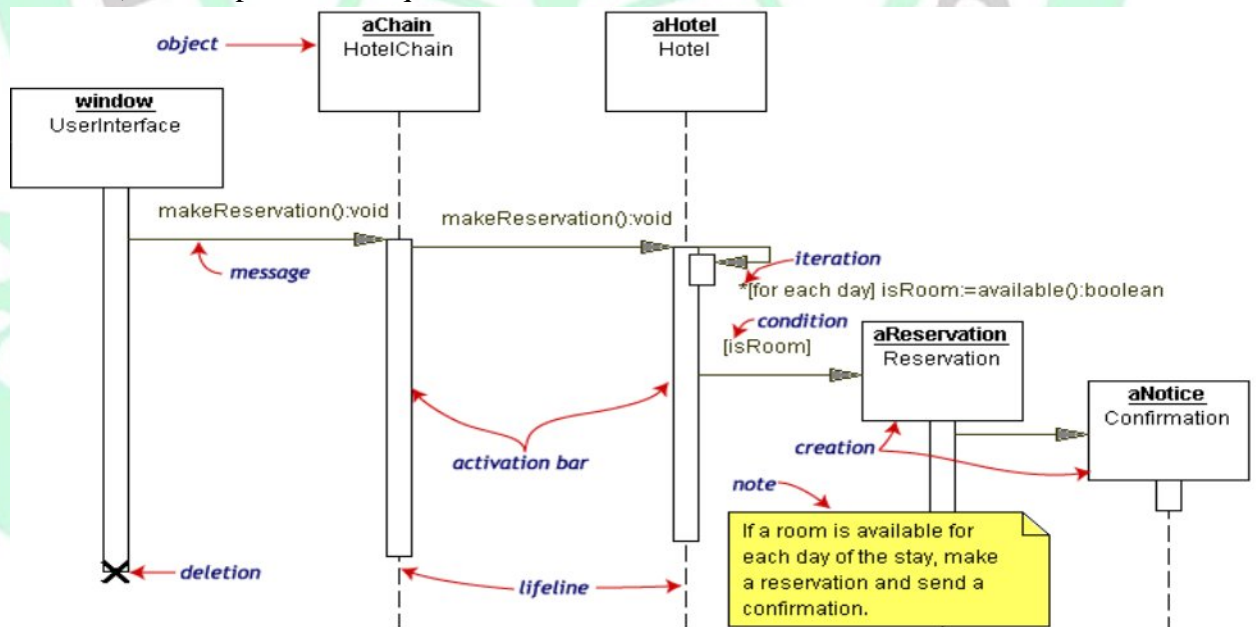 aChain
HotelChain
aHotel
Hotel
object
window
UserInterface
makeReservation():void
makeReservation():void
message
iteration
*[for each day] isRoom:=available():boolean
condition
[isRoom]
aReservation
Reservation
aNotice
Confirmation
activation bar
creation
note
If a room is available for
each day of the stay, make
a reservation and send a
confirmation.
deletion
lifeline